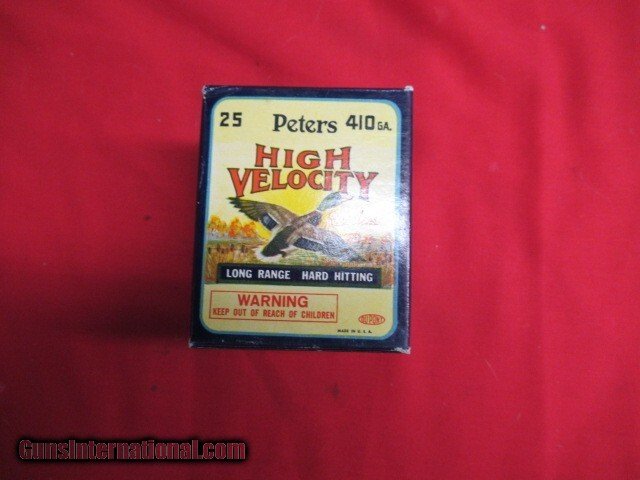 25 Peters 410 GA.
HIGH
VELOCITY
LONG RANGE HARD HITTING
WARNING
KEEP OUT OF REACH OF CHILDREN
DUPONT
MADE IN U.S.A.
GunsInternational.com